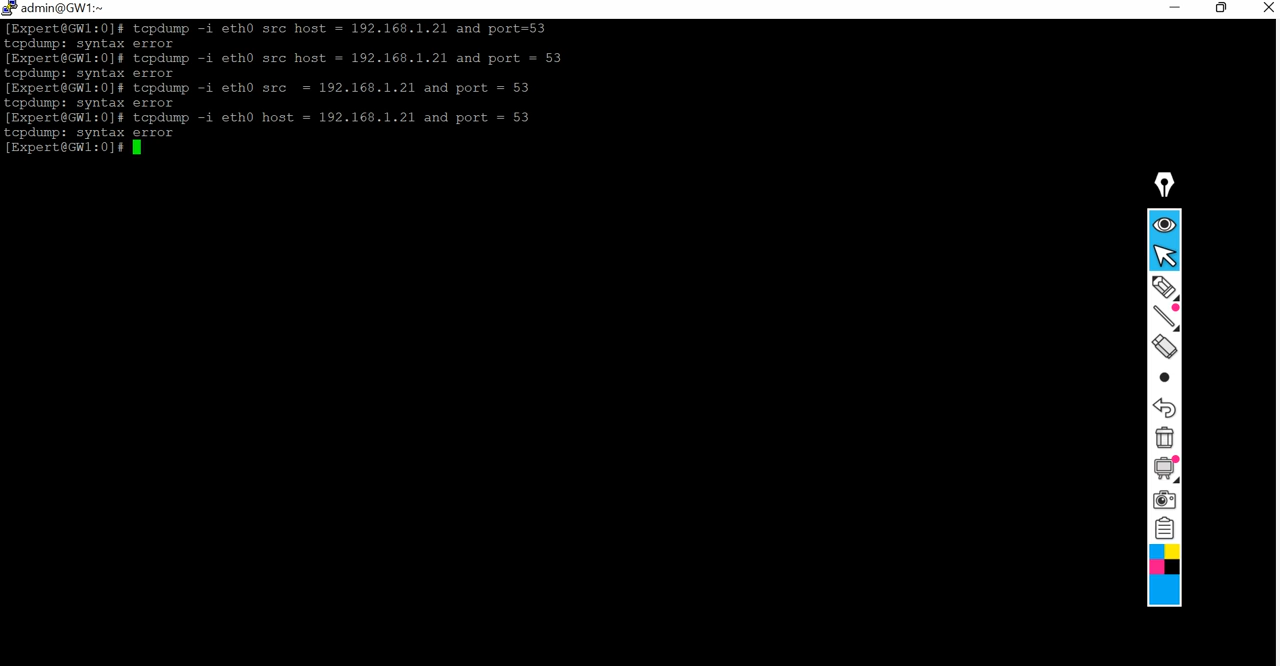 admin@GW1:~
[Expert@GW1:0]# tcpdump -i eth0 src host = 192.168.1.21 and port=53
tcpdump: syntax error
[Expert@GW1:0]# tcpdump -i eth0 src host = 192.168.1.21 and port = 53
tcpdump: syntax error
[Expert@GW1:0]# tcpdump -i eth0 src  = 192.168.1.21 and port = 53
tcpdump: syntax error
[Expert@GW1:0]# tcpdump -i eth0 host = 192.168.1.21 and port = 53
tcpdump: syntax error
[Expert@GW1:0]#